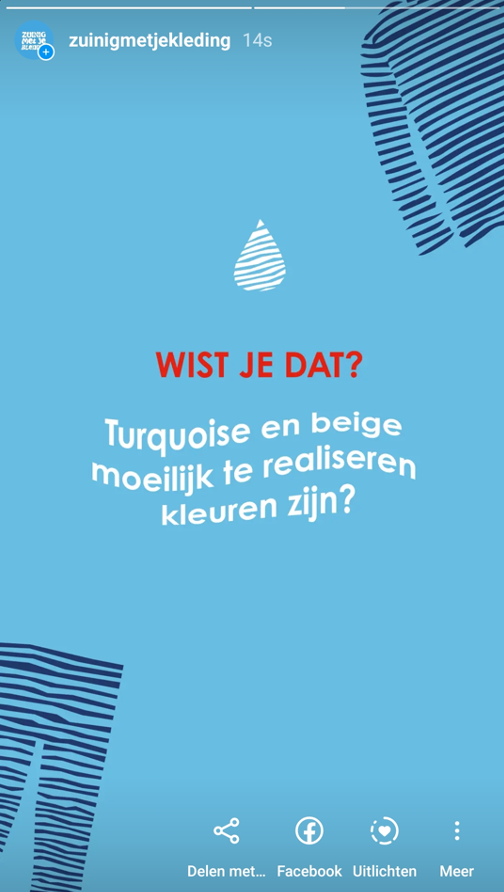 zuinigmetjekleding 14s
WIST JE DAT?
Turquoise en beige
moeilijk te realiseren
kleuren zijn?
Delen met... Facebook Uitlichten Meer